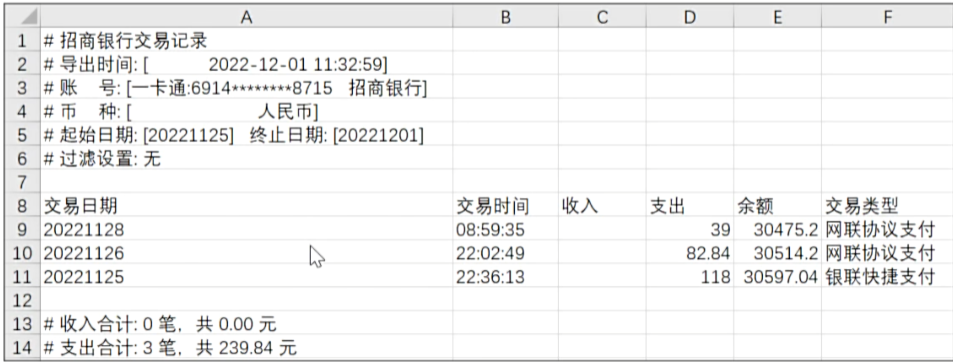 A B C D E F
1 # 招商银行交易记录
2 # 导出时间: [ 2022-12-01 11:32:59]
3 # 账 号: [一卡通:6914********8715 招商银行]
4 # 币 种: [ 人民币]
5 # 起始日期: [20221125] 终止日期: [20221201]
6 # 过滤设置: 无
7
8 交易日期 交易时间 收入 支出 余额 交易类型
9 20221128 08:59:35 39 30475.2 网联协议支付
10 20221126 22:02:49 82.84 30514.2 网联协议支付
11 20221125 22:36:13 118 30597.04 银联快捷支付
12
13 # 收入合计: 0 笔，共 0.00 元
14 # 支出合计: 3 笔，共 239.84 元